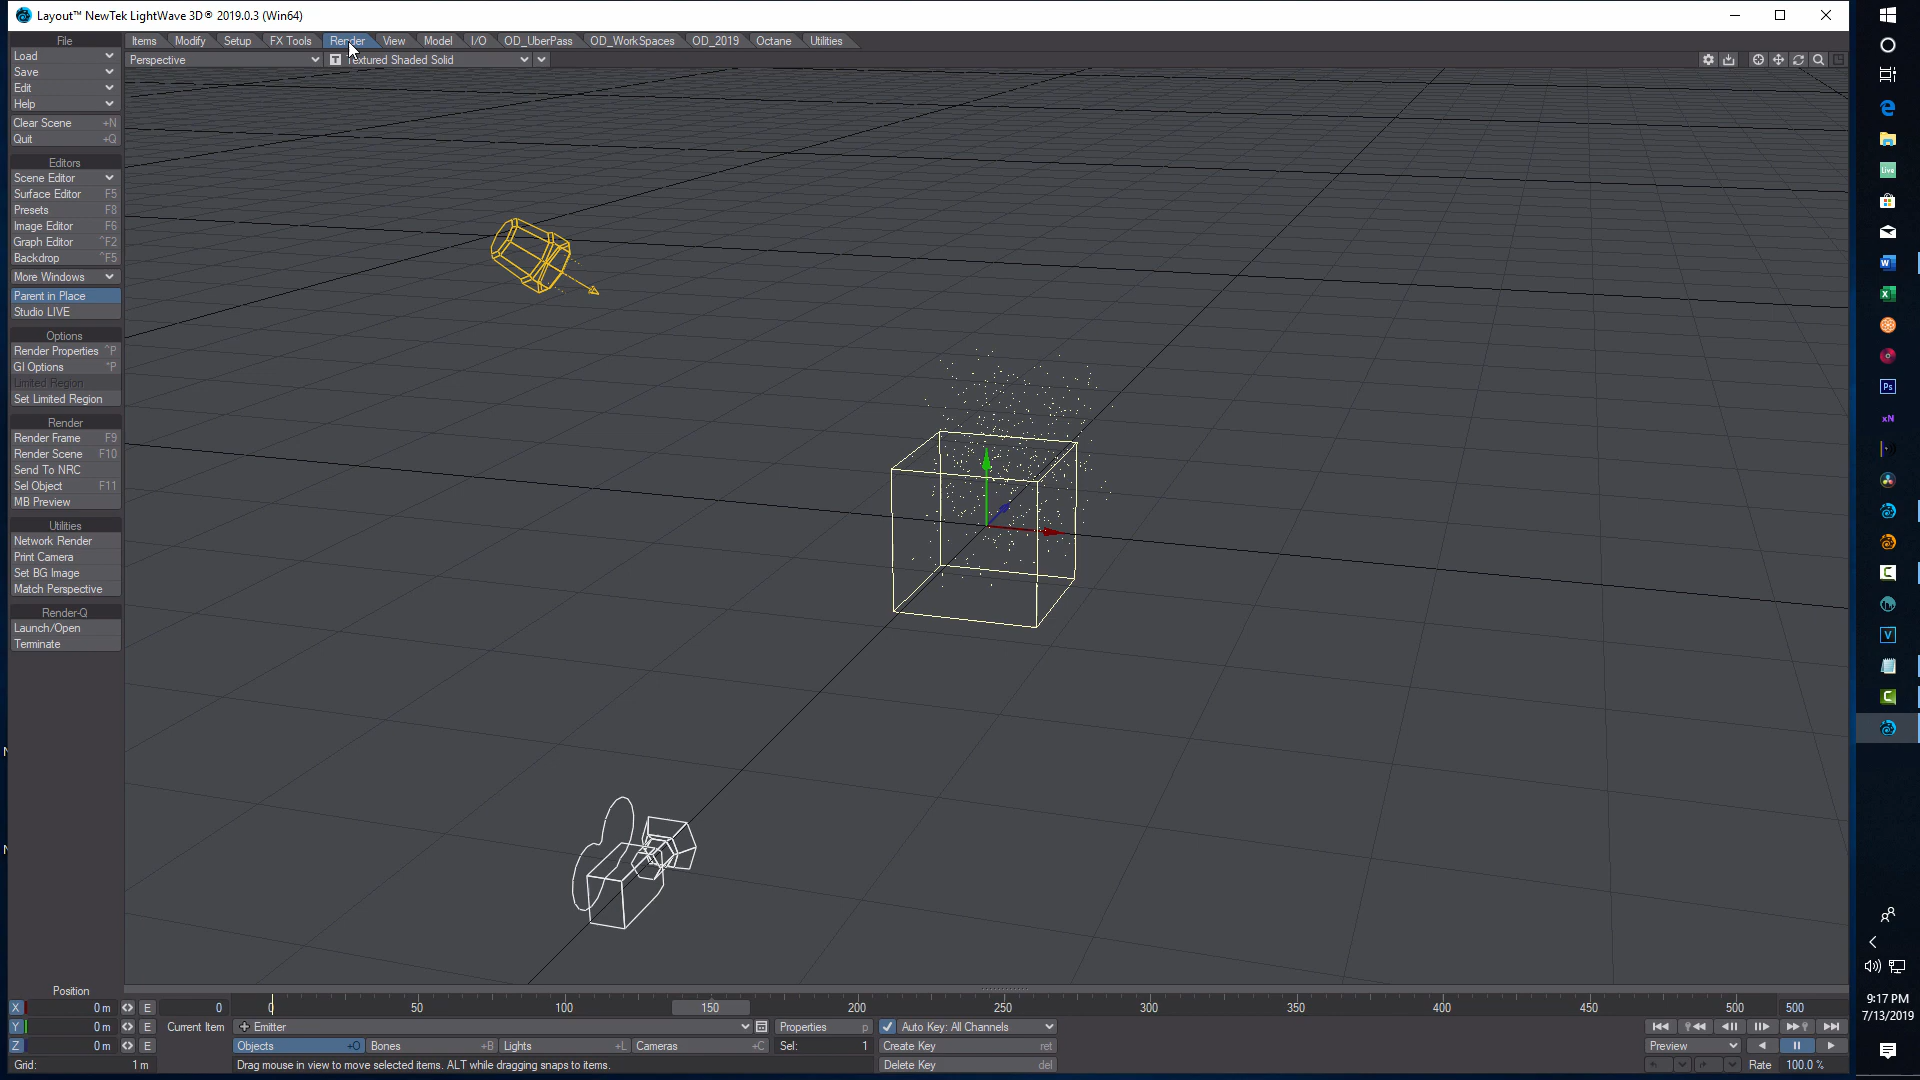 Layout™ NewTek LightWave 3D® 2019.0.3 (Win64)
File
Items Modify Setup FX Tools Render View Model I/O OD_UberPass OD_WorkSpaces OD_2019 Octane Utilities
Perspective T Textured Shaded Solid
Load
Save
Edit
Help
Clear Scene +N
Quit +Q
Editors
Scene Editor
Surface Editor F5
Presets F8
Image Editor F6
Graph Editor ^F2
Backdrop ^F5
More Windows
Parent in Place
Studio LIVE
Options
Render Properties ^P
GI Options *P
Limited Region
Set Limited Region
Render
Render Frame F9
Render Scene F10
Send To NRC
Sel Object F11
MB Preview
Utilities
Network Render
Print Camera
Set BG Image
Match Perspective
Render-Q
Launch/Open
Terminate
Position
X 0 m E 0 0 50 100 150 200 250 300 350 400 450 500 500
Y 0 m E Current Item Emitter Properties p Auto Key: All Channels
Z 0 m E Objects +O Bones +B Lights +L Cameras +C Sel: 1 Create Key ret Preview
Grid: 1 m Drag mouse in view to move selected items. ALT while dragging snaps to items. Delete Key del Rate 100.0 %
live
Ps
xN
V
9:17 PM
7/13/2019